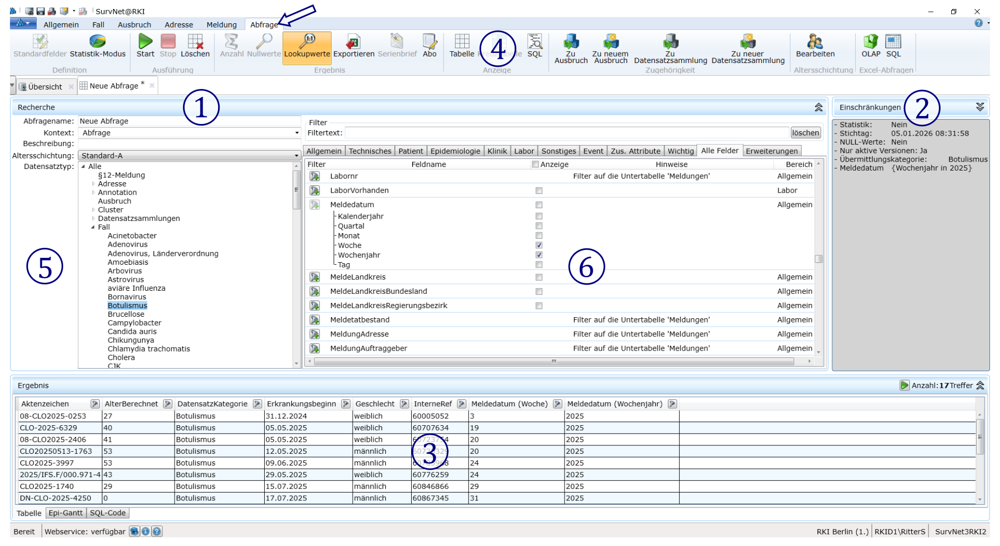 SurvNet@RKI
Allgemein Fall Ausbruch Adresse Meldung Abfrage
Standardfelder Statistik-Modus Start Stop Löschen Anzahl Nullwerte Lookupwerte Exportieren Serienbrief Abo Tabelle SQL Zu Ausbruch Zu neuem Ausbruch Zu Datensatzsammlung Zu neuer Datensatzsammlung Bearbeiten OLAP SQL
4
Definition Ausführung Ergebnis Anzeige Zugehörigkeit Altersschichtung Excel-Abfragen
Übersicht Neue Abfrage *
Recherche
1
Abfragename: Neue Abfrage
Kontext: Abfrage
Beschreibung:
Altersschichtung: Standard-A
Datensatztyp: Alle
§12-Meldung
Adresse
Annotation
Ausbruch
Cluster
Datensatzsammlungen
Fall
Acinetobacter
Adenovirus
Adenovirus, Länderverordnung
Amoebiasis
Arbovirus
Astrovirus
aviäre Influenza
Bornavirus
Botulismus
Brucellose
Campylobacter
Candida auris
Chikungunya
Chlamydia trachomatis
Cholera
CJK
5
Filter
Filtertext: löschen
Allgemein Technisches Patient Epidemiologie Klinik Labor Sonstiges Event Zus. Attribute Wichtig Alle Felder Erweiterungen
Filter Feldname Anzeige Hinweise Bereich
Labornr Filter auf die Untertabelle 'Meldungen' Allgemein
LaborVorhanden Labor
Meldedatum Allgemein
Kalenderjahr
Quartal
Monat
Woche
Wochenjahr
Tag
6
MeldeLandkreis Allgemein
MeldeLandkreisBundesland Allgemein
MeldeLandkreisRegierungsbezirk Allgemein
Meldetatbestand Filter auf die Untertabelle 'Meldungen' Allgemein
MeldungAdresse Filter auf die Untertabelle 'Meldungen' Allgemein
MeldungAuftraggeber Filter auf die Untertabelle 'Meldungen' Allgemein
Einschränkungen
2
- Statistik: Nein
- Stichtag: 05.01.2026 08:31:58
- NULL-Werte: Nein
- Nur aktive Versionen: Ja
- Übermittlungskategorie: Botulismus
- Meldedatum {Wochenjahr in 2025}
Ergebnis Anzahl: 17 Treffer
Aktenzeichen AlterBerechnet DatensatzKategorie Erkrankungsbeginn Geschlecht InterneRef Meldedatum (Woche) Meldedatum (Wochenjahr)
08-CLO2025-0253 27 Botulismus 31.12.2024 weiblich 60005052 3 2025
CLO-2025-6329 40 Botulismus 05.05.2025 weiblich 60707634 19 2025
08-CLO2025-2406 41 Botulismus 05.05.2025 weiblich 20 2025
CLO20250513-1763 53 Botulismus 12.05.2025 männlich 20 2025
3
CLO2025-3997 53 Botulismus 09.06.2025 männlich 24 2025
2025/IFS.F/000.971-4 43 Botulismus 29.05.2025 weiblich 60776259 24 2025
CLO2025-1740 29 Botulismus 15.07.2025 männlich 60846866 29 2025
DN-CLO-2025-4250 0 Botulismus 17.07.2025 männlich 60867345 31 2025
Tabelle Epi-Gantt SQL-Code
Bereit Webservice: verfügbar RKI Berlin (1.) RKID1\RitterS SurvNet3RKI2